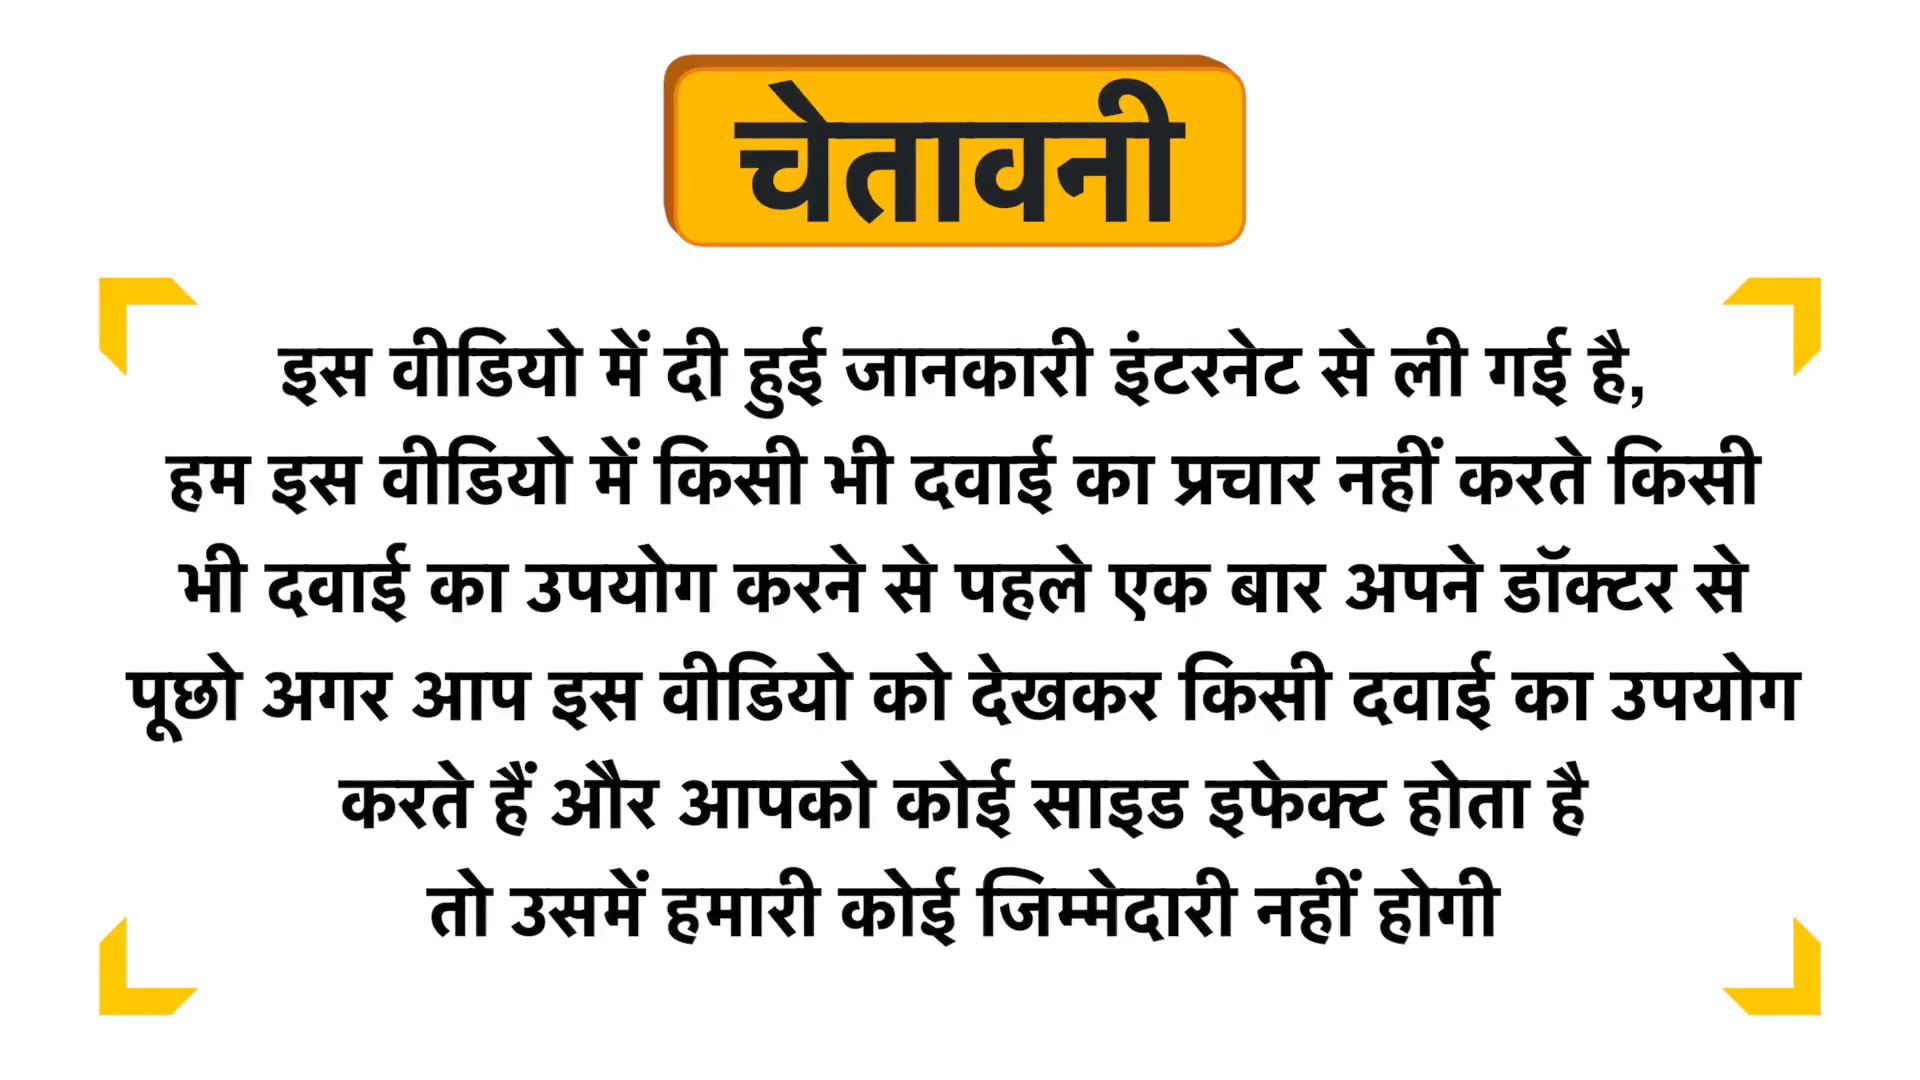 चेतावनी
इस वीडियो में दी हुई जानकारी इंटरनेट से ली गई है,
हम इस वीडियो में किसी भी दवाई का प्रचार नहीं करते किसी
भी दवाई का उपयोग करने से पहले एक बार अपने डॉक्टर से
पूछो अगर आप इस वीडियो को देखकर किसी दवाई का उपयोग
करते हैं और आपको कोई साइड इफेक्ट होता है
तो उसमें हमारी कोई जिम्मेदारी नहीं होगी